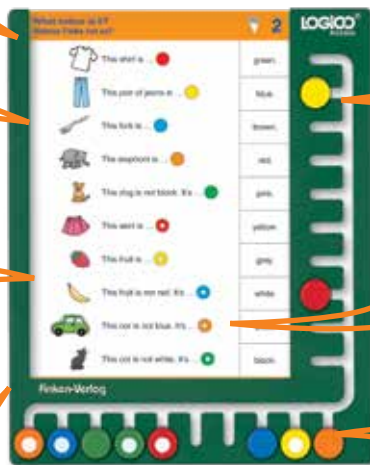 What colour is it?
Welche Farbe hat es?
2
LOGICO
PICCOLO
This shirt is ... green.
This pair of jeans is ... blue.
This fork is ... brown.
The elephant is ... red.
This dog is not black. It's ... pink.
This skirt is ... yellow.
This fruit is ... grey.
This fruit is not red. It's ... white.
This car is not blue. It's ...
This cat is not white. It's ... black.
Finken-Verlag